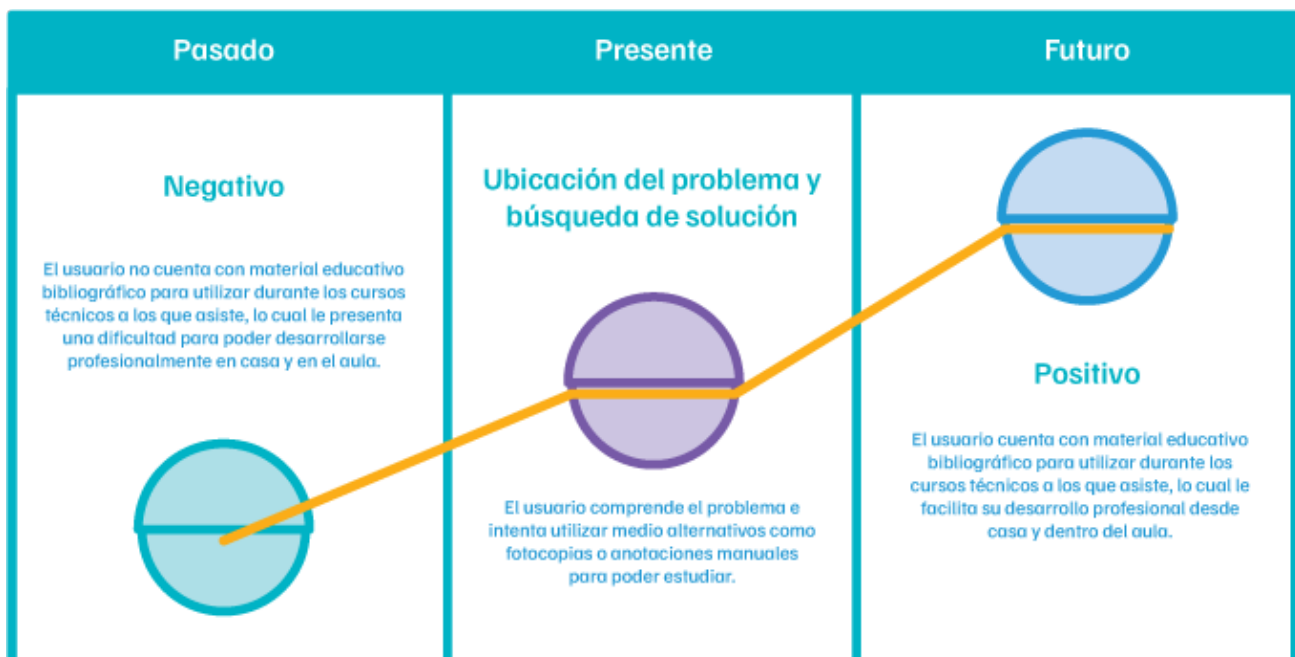 Pasado
Presente
Futuro
Negativo
El usuario no cuenta con material educativo
bibliográfico para utilizar durante los cursos
técnicos a los que asiste, lo cual le presenta
una dificultad para poder desarrollarse
profesionalmente en casa y en el aula.
Ubicación del problema y
búsqueda de solución
El usuario comprende el problema e
intenta utilizar medio alternativos como
fotocopias o anotaciones manuales
para poder estudiar.
Positivo
El usuario cuenta con material educativo
bibliográfico para utilizar durante los
cursos técnicos a los que asiste, lo cual le
facilita su desarrollo profesional desde
casa y dentro del aula.